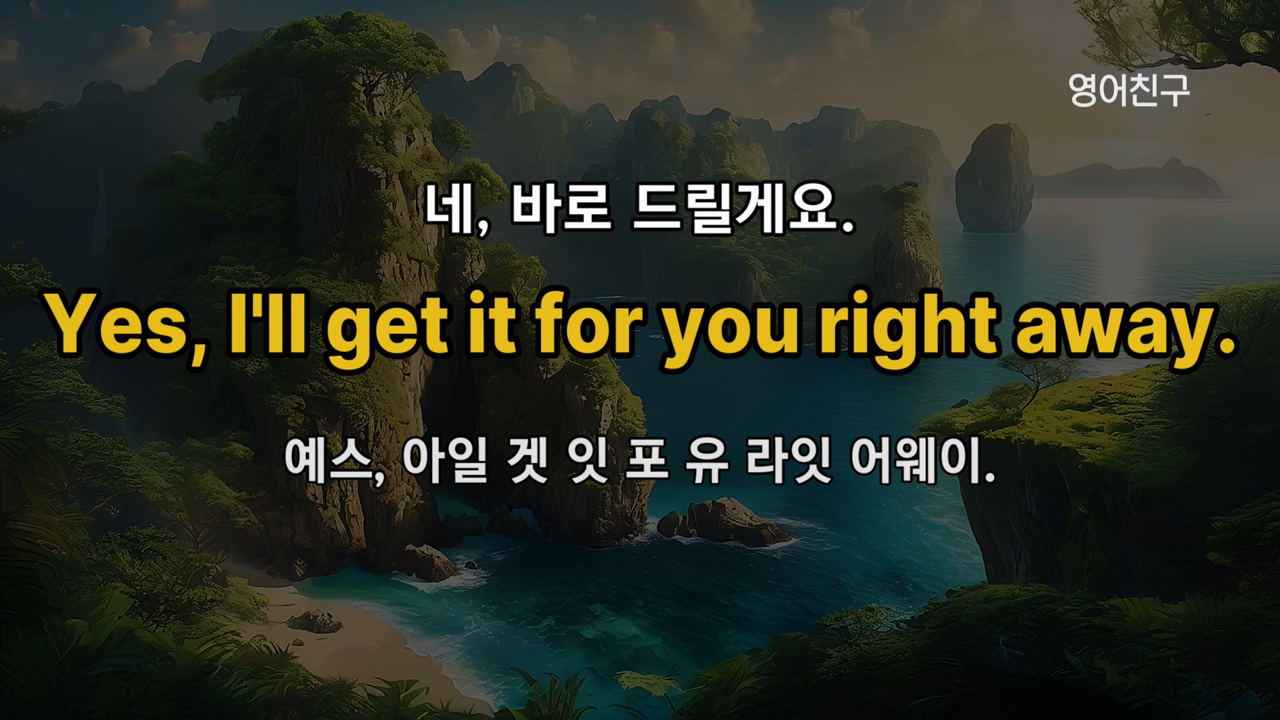 영어친구
네, 바로 드릴게요.
Yes, I'll get it for you right away.
예스, 아일 겟 잇 포 유 라잇 어웨이.